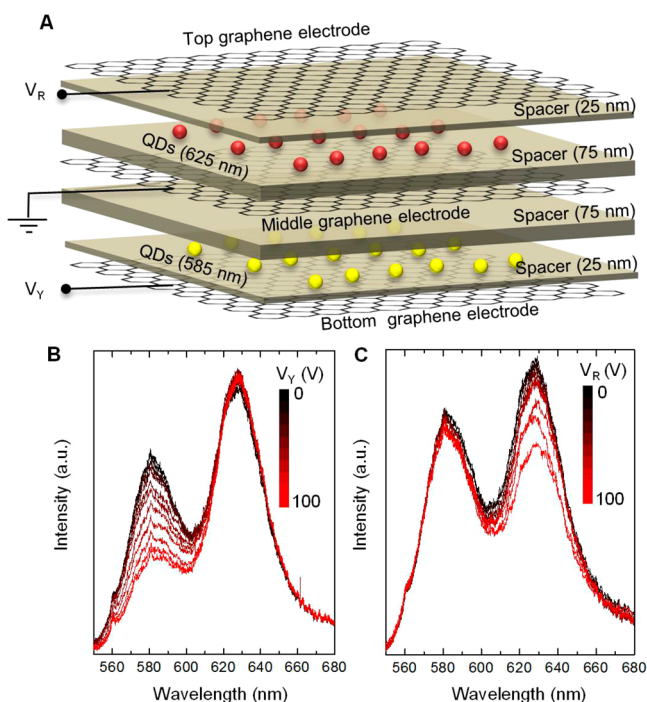 A
Top graphene electrode
V_R
Spacer (25 nm)
QDs (625 nm)
Spacer (75 nm)
Middle graphene electrode
Spacer (75 nm)
QDs (585 nm)
Spacer (25 nm)
V_Y
Bottom graphene electrode
B
V_Y (V)
0
100
Intensity (a.u.)
560 580 600 620 640 660 680
Wavelength (nm)
C
V_R (V)
0
100
Intensity (a.u.)
560 580 600 620 640 660 680
Wavelength (nm)